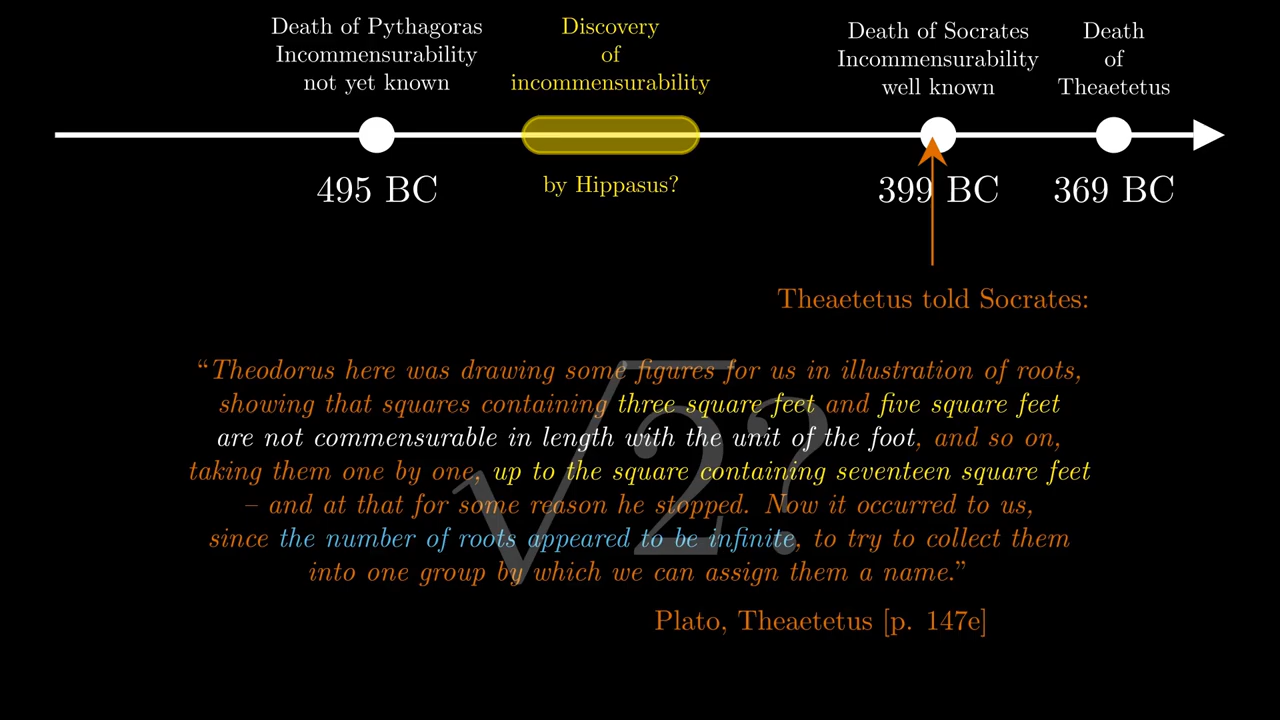 Death of Pythagoras
Incommensurability
not yet known
Discovery
of
incommensurability
Death of Socrates
Incommensurability
well known
Death
of
Theaetetus
495 BC
by Hippasus?
399 BC
369 BC
Theaetetus told Socrates:
“Theodorus here was drawing some figures for us in illustration of roots,
showing that squares containing three square feet and five square feet
are not commensurable in length with the unit of the foot, and so on,
taking them one by one, up to the square containing seventeen square feet
– and at that for some reason he stopped. Now it occurred to us,
since the number of roots appeared to be infinite, to try to collect them
into one group by which we can assign them a name.”
√2?
Plato, Theaetetus [p. 147e]